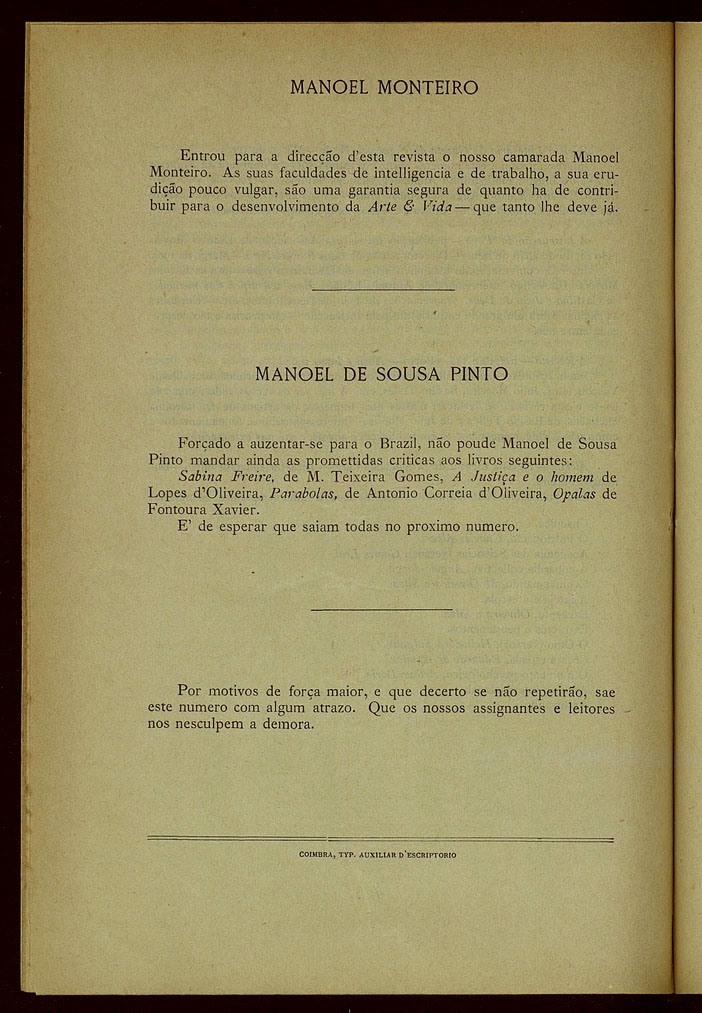 MANOEL MONTEIRO
Entrou para a direcção d'esta revista o nosso camarada Manoel
Monteiro. As suas faculdades de intelligencia e de trabalho, a sua eru-
dição pouco vulgar, são uma garantia segura de quanto ha de contri-
buir para o desenvolvimento da Arte & Vida — que tanto lhe deve já.
MANOEL DE SOUSA PINTO
Forçado a auzentar-se para o Brazil, não poude Manoel de Sousa
Pinto mandar ainda as promettidas criticas aos livros seguintes:
Sabina Freire, de M. Teixeira Gomes, A Justiça e o homem de
Lopes d'Oliveira, Parabolas, de Antonio Correia d'Oliveira, Opalas de
Fontoura Xavier.
E' de esperar que saiam todas no proximo numero.
Por motivos de força maior, e que decerto se não repetirão, sae
este numero com algum atrazo. Que os nossos assignantes e leitores
nos nesculpem a demora.
COIMBRA, TYP. AUXILIAR D'ESCRIPTORIO